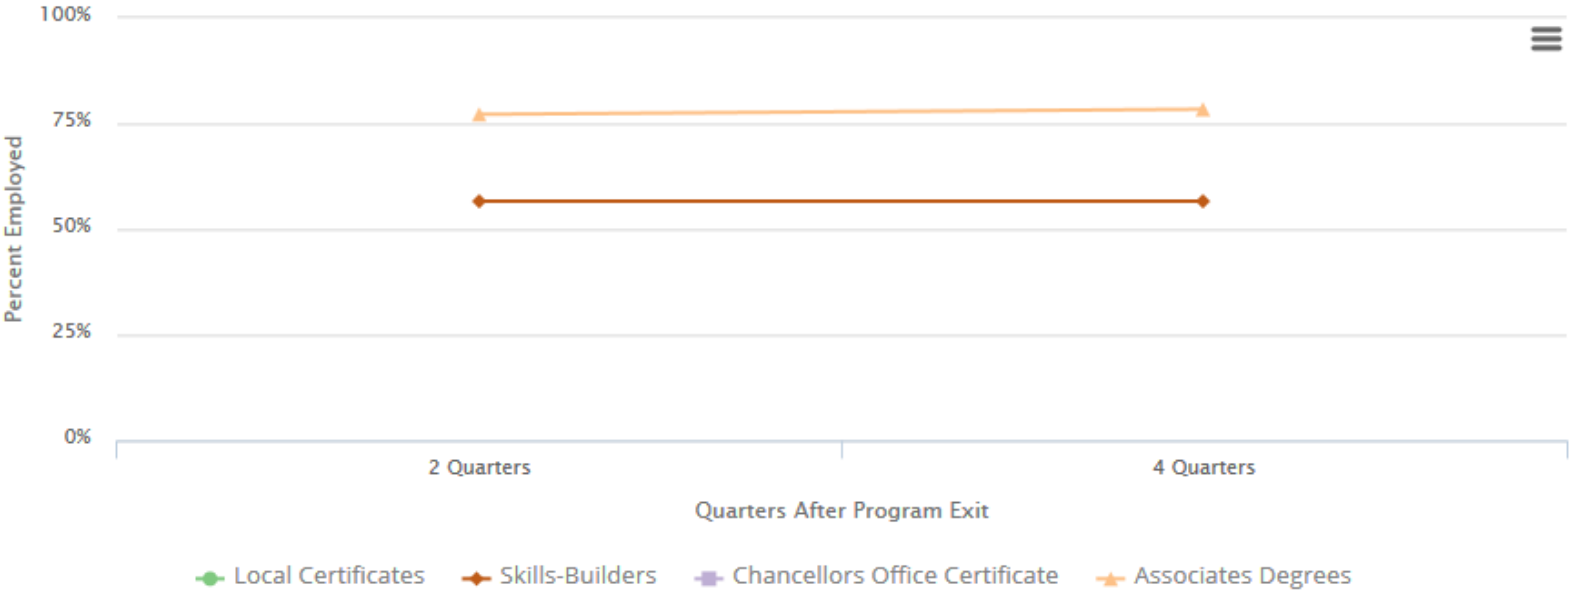 100%
75%
50%
25%
0%
Percent Employed
2 Quarters
4 Quarters
Quarters After Program Exit
Local Certificates
Skills-Builders
Chancellors Office Certificate
Associates Degrees